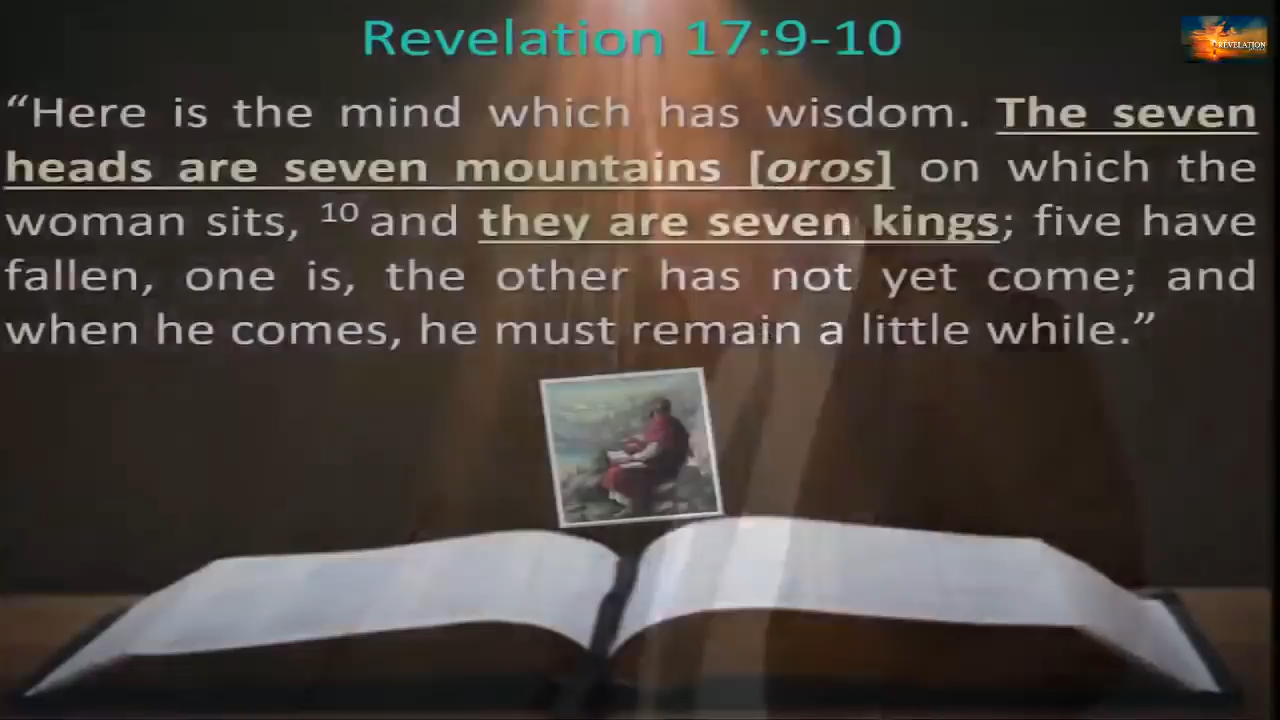 Revelation 17:9-10
REVELATION
“Here is the mind which has wisdom. The seven
heads are seven mountains [oros] on which the
woman sits, 10 and they are seven kings; five have
fallen, one is, the other has not yet come; and
when he comes, he must remain a little while.”